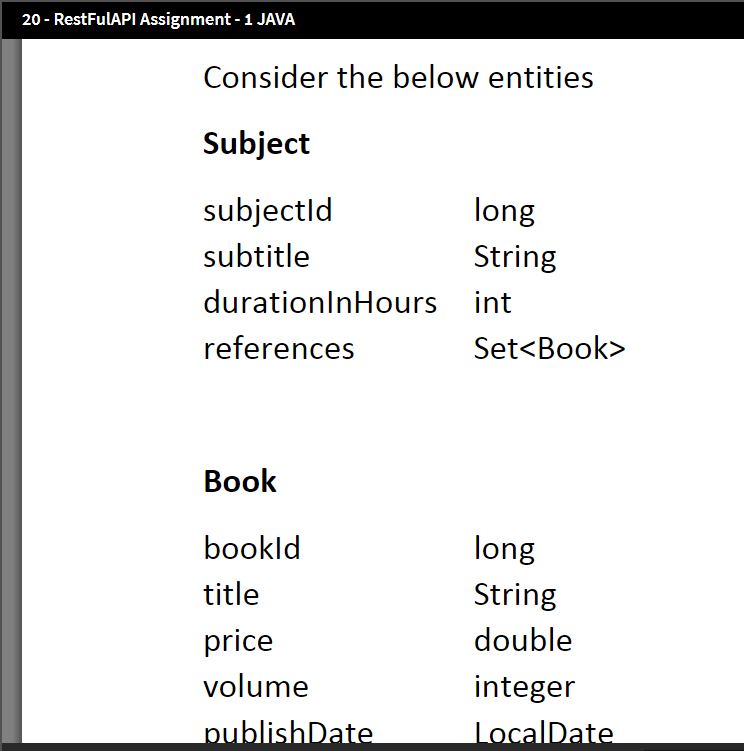 20 - RestFulAPI Assignment - 1 JAVA
Consider the below entities
Subject
subjectId long
subtitle String
durationInHours int
references Set<Book>
Book
bookId long
title String
price double
volume integer
publishDate LocalDate